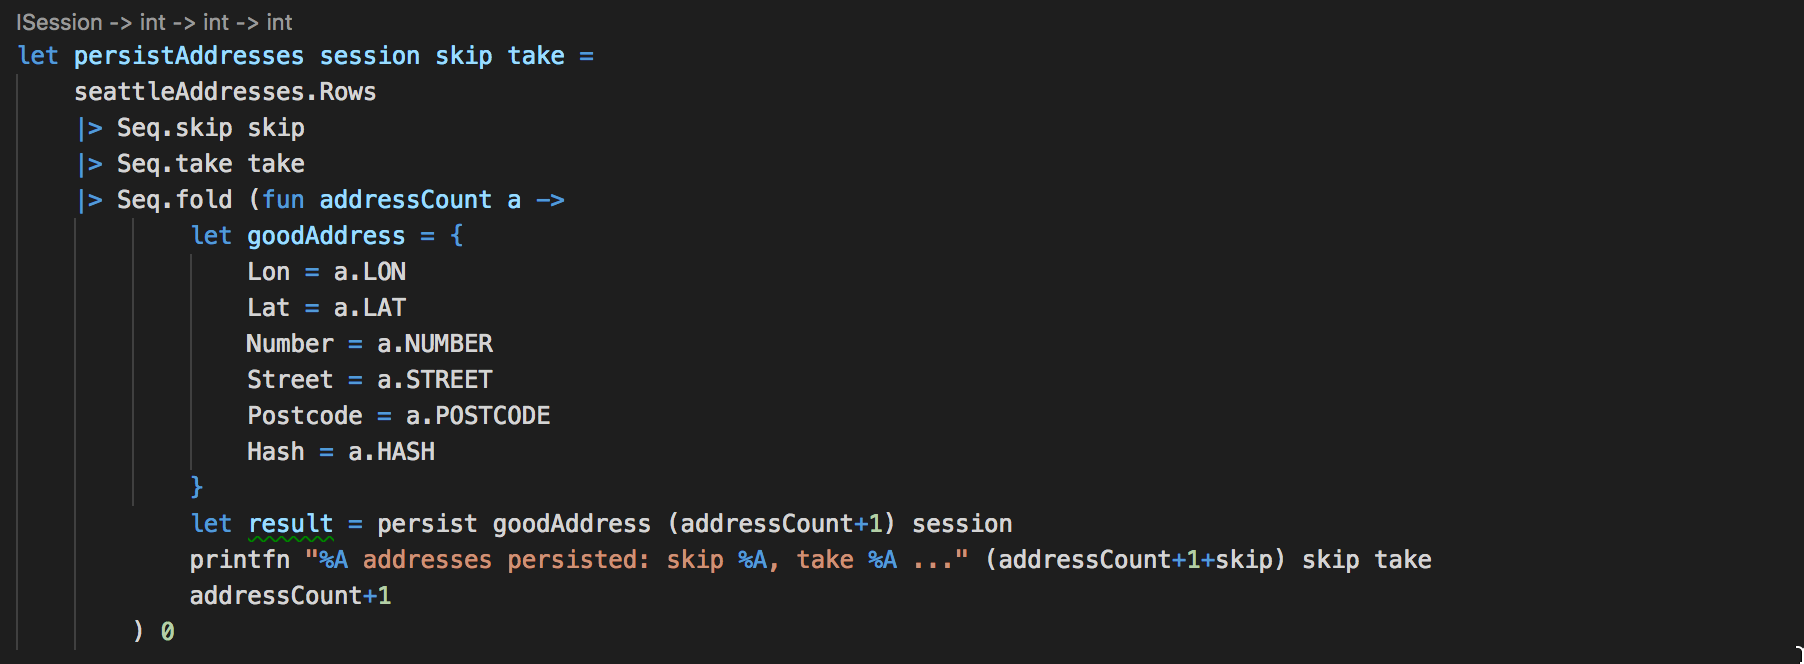 ISession -> int -> int -> int
let persistAddresses session skip take =
seattleAddresses.Rows
|> Seq.skip skip
|> Seq.take take
|> Seq.fold (fun addressCount a ->
let goodAddress = {
Lon = a.LON
Lat = a.LAT
Number = a.NUMBER
Street = a.STREET
Postcode = a.POSTCODE
Hash = a.HASH
}
let result = persist goodAddress (addressCount+1) session
printfn "%A addresses persisted: skip %A, take %A ..." (addressCount+1+skip) skip take
addressCount+1
) 0